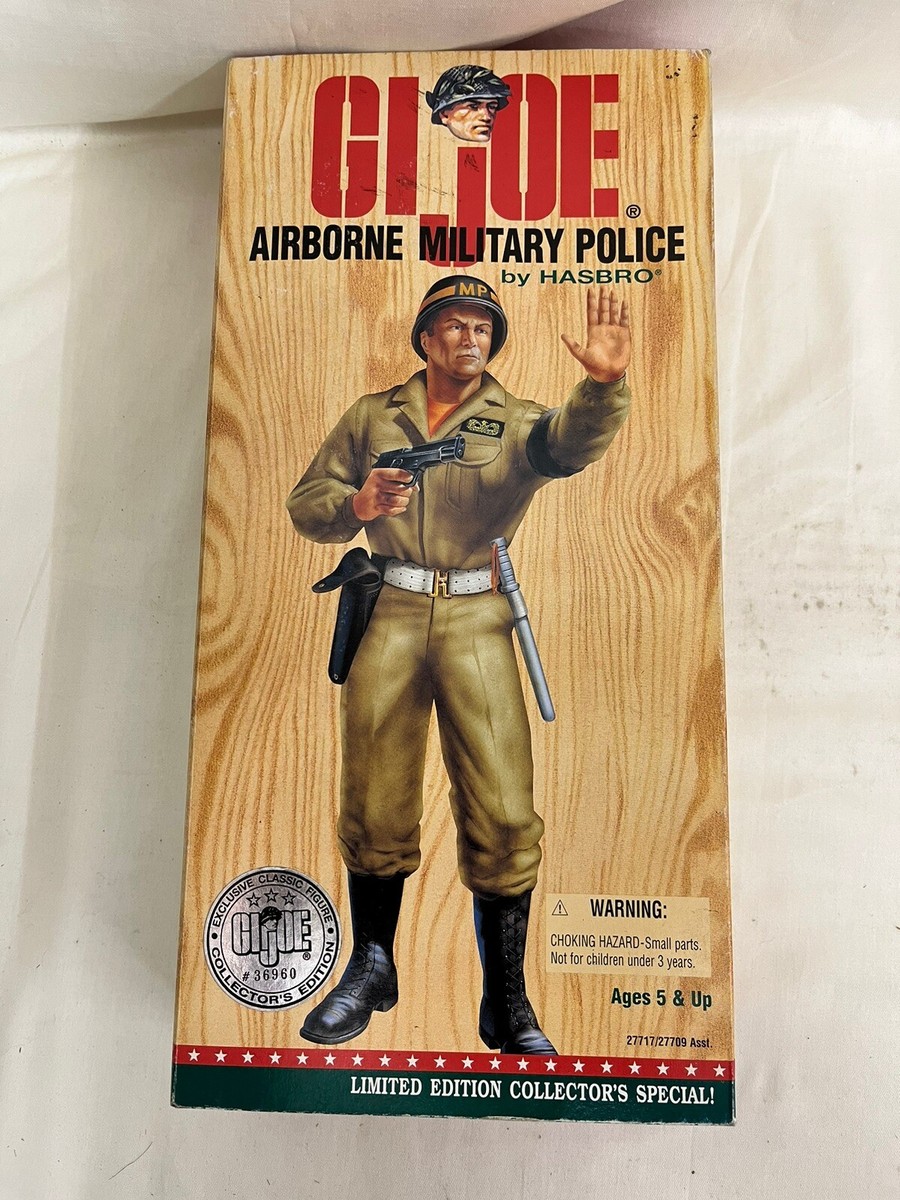 GI JOE®
AIRBORNE MILITARY POLICE
by HASBRO®
MP
EXCLUSIVE CLASSIC FIGURE
GI JOE®
#36960
COLLECTOR'S EDITION
WARNING:
CHOKING HAZARD-Small parts.
Not for children under 3 years.
Ages 5 & Up
27717/27709 Asst.
LIMITED EDITION COLLECTOR'S SPECIAL!